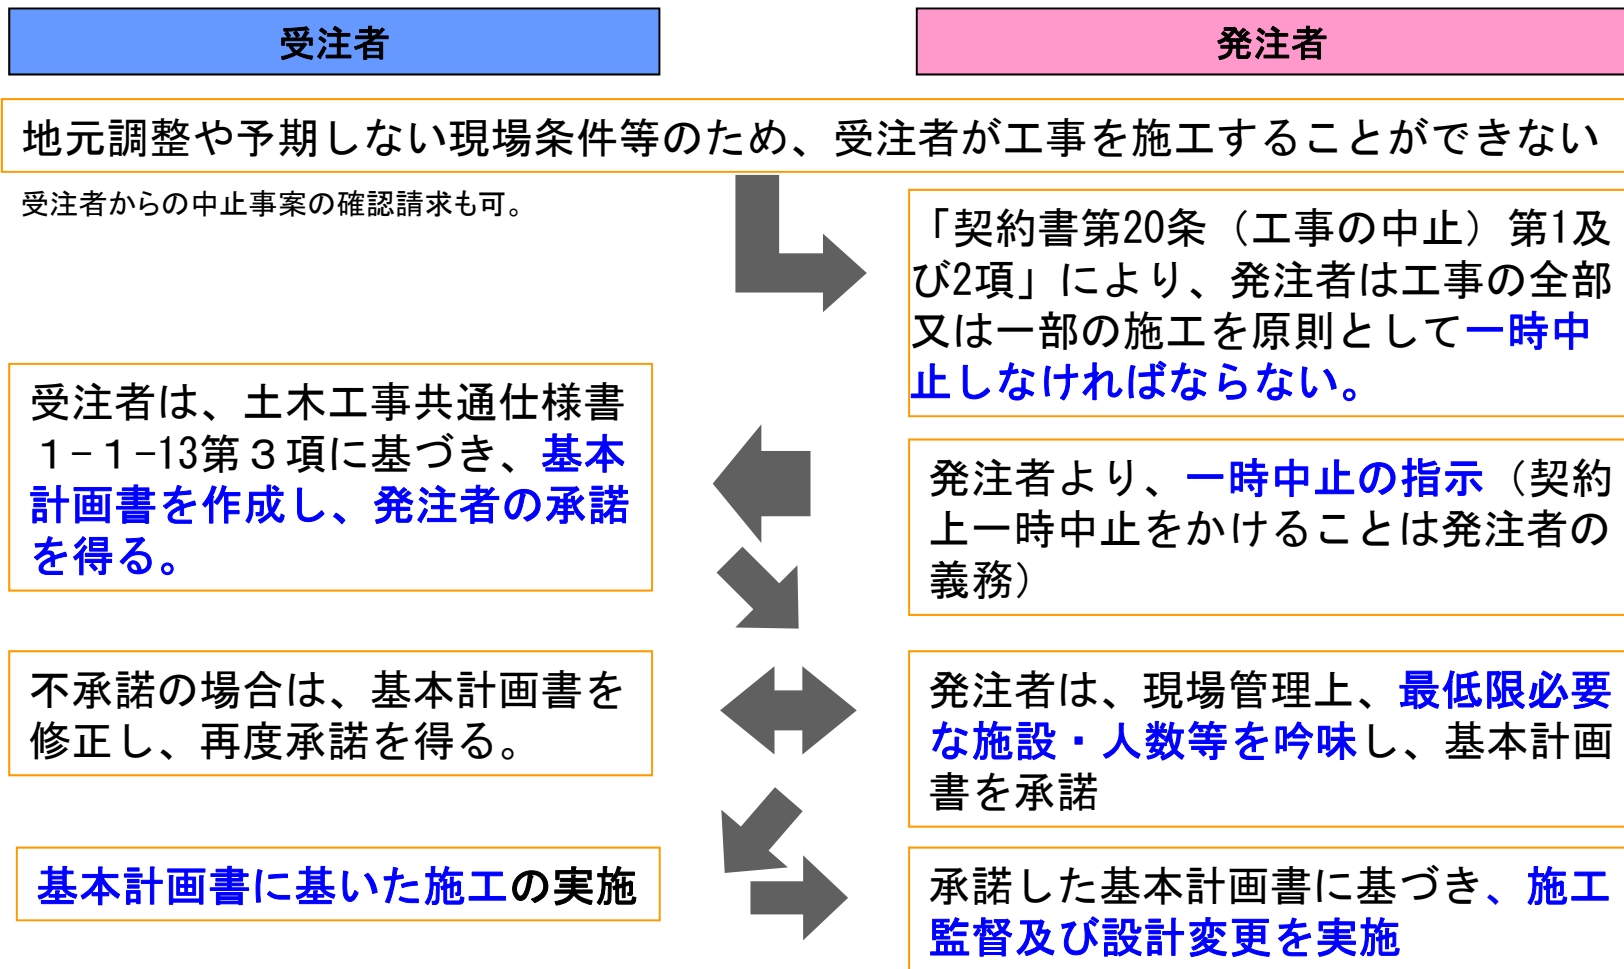 受注者
発注者
地元調整や予期しない現場条件等のため、受注者が工事を施工することができない
受注者からの中止事案の確認請求も可。
「契約書第20条（工事の中止）第1及
び2項」により、発注者は工事の全部
又は一部の施工を原則として一時中
止しなければならない。
受注者は、土木工事共通仕様書
１-１-13第３項に基づき、基本
計画書を作成し、発注者の承諾
を得る。
発注者より、一時中止の指示（契約
上一時中止をかけることは発注者の
義務）
不承諾の場合は、基本計画書を
修正し、再度承諾を得る。
発注者は、現場管理上、最低限必要
な施設・人数等を吟味し、基本計画
書を承諾
基本計画書に基いた施工の実施
承諾した基本計画書に基づき、施工
監督及び設計変更を実施